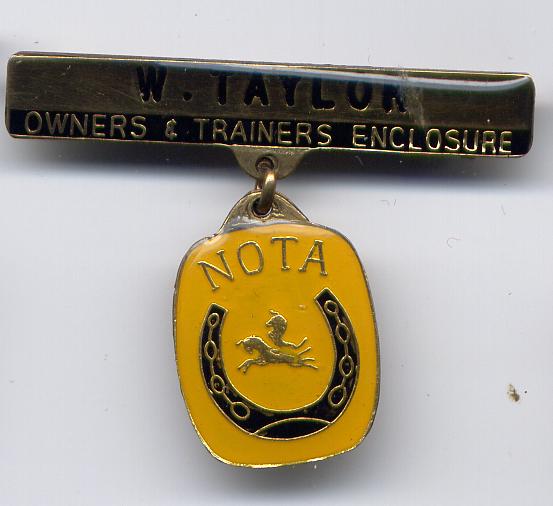 W. TAYLOR
OWNERS & TRAINERS ENCLOSURE
NOTA